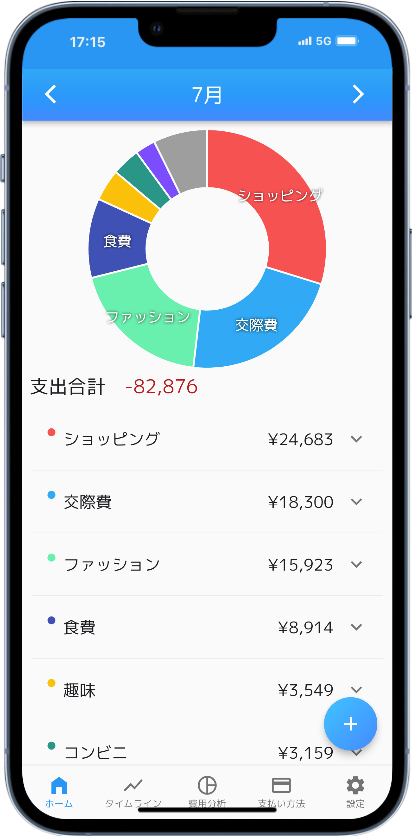 17:15 5G
7月
ショッピング
食費
ファッション
交際費
支出合計 -82,876
ショッピング ¥24,683
交際費 ¥18,300
ファッション ¥15,923
食費 ¥8,914
趣味 ¥3,549
+
コンビニ ¥3,159
ホーム タイムライン 費用分析 支払い方法 設定